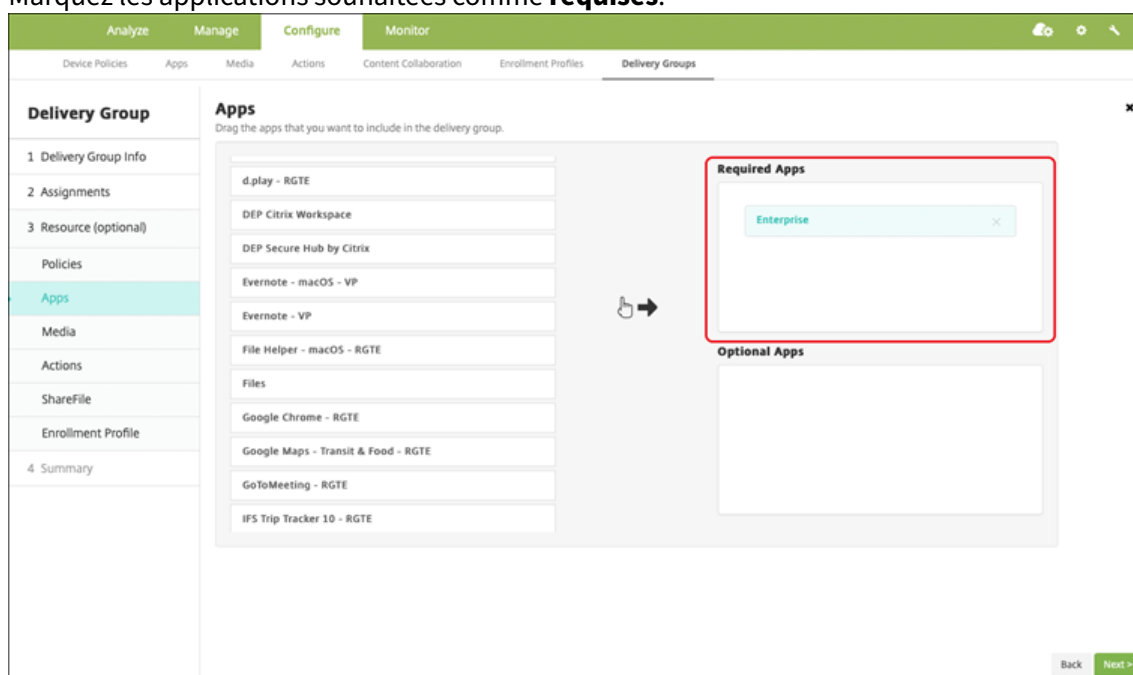 Marquez les applications souhaitées comme requises.
Analyze Manage Configure Monitor
Device Policies Apps Media Actions Content Collaboration Enrollment Profiles Delivery Groups
Delivery Group
1 Delivery Group Info
2 Assignments
3 Resource (optional)
Policies
Apps
Media
Actions
ShareFile
Enrollment Profile
4 Summary
Apps
Drag the apps that you want to include in the delivery group.
d.play - RGTE
DEP Citrix Workspace
DEP Secure Hub by Citrix
Evernote - macOS - VP
Evernote - VP
File Helper - macOS - RGTE
Files
Google Chrome - RGTE
Google Maps - Transit & Food - RGTE
GoToMeeting - RGTE
IFS Trip Tracker 10 - RGTE
Required Apps
Enterprise
Optional Apps
Back Next >